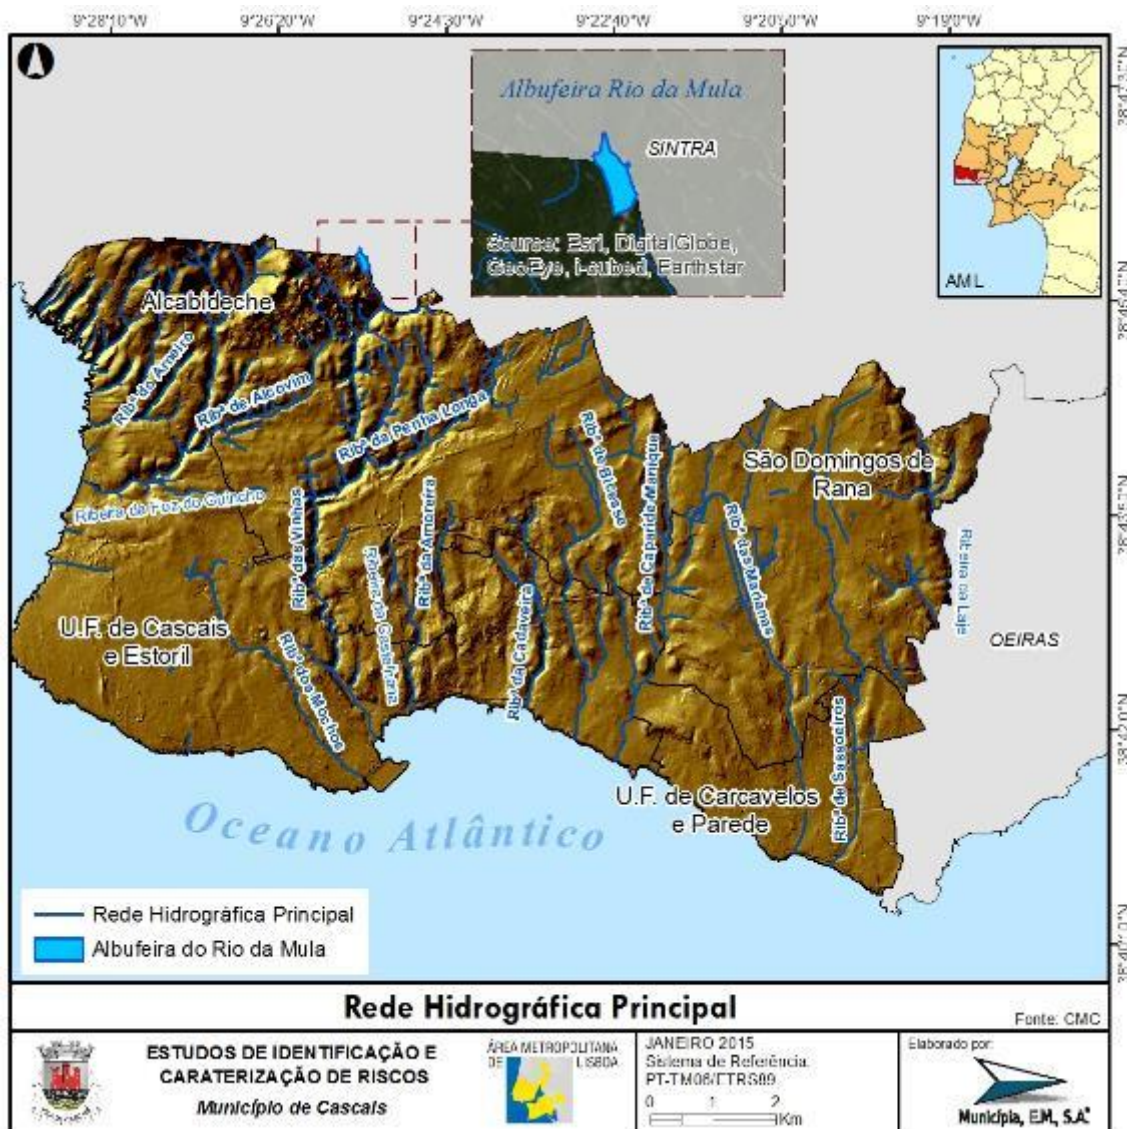 9°28'10"W 9°26'20"W 9°24'30"W 9°22'40"W 9°20'50"W 9°19'0"W
Albufeira Rio da Mula
SINTRA
Source: Esri, DigitalGlobe,
GeoEye, i-cubed, Earthstar
AML
Alcabideche
Ribª do Arneiro
Ribª de Alcovim
Ribª da Penha Longa
Ribeira da Foz do Guincho
Ribª das Vinhas
Ribª da Amoreira
Ribª da Cadaveira
Ribª de Bicesse
Ribª de Caparide-Manique
Ribª das Marianas
São Domingos de
Rana
Ribeira da Laje
OEIRAS
U.F. de Cascais
e Estoril
Ribª dos Mochos
U.F. de Carcavelos
e Parede
Ribª de Sassoeiros
Oceano Atlântico
Rede Hidrográfica Principal
Albufeira do Rio da Mula
Rede Hidrográfica Principal
Fonte: CMC
ESTUDOS DE IDENTIFICAÇÃO E
CARATERIZAÇÃO DE RISCOS
Município de Cascais
ÁREA METROPOLITANA
DE LISBOA
JANEIRO 2015
Sistema de Referência:
PT-TM06/ETRS89
0 1 2
Km
Elaborado por:
Município, E.M., S.A.